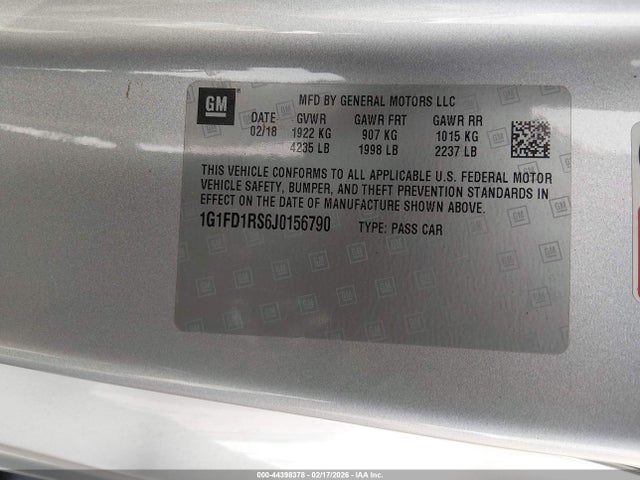 GM
MFD BY GENERAL MOTORS LLC
DATE GVWR GAWR FRT GAWR RR
02/18 1922 KG 907 KG 1015 KG
4235 LB 1998 LB 2237 LB
THIS VEHICLE CONFORMS TO ALL APPLICABLE U.S. FEDERAL MOTOR
VEHICLE SAFETY, BUMPER, AND THEFT PREVENTION STANDARDS IN
EFFECT ON THE DATE OF MANUFACTURE SHOWN ABOVE.
1G1FD1RS6J0156790 TYPE: PASS CAR
000-44398378 - 02/17/2026 - IAA Inc.